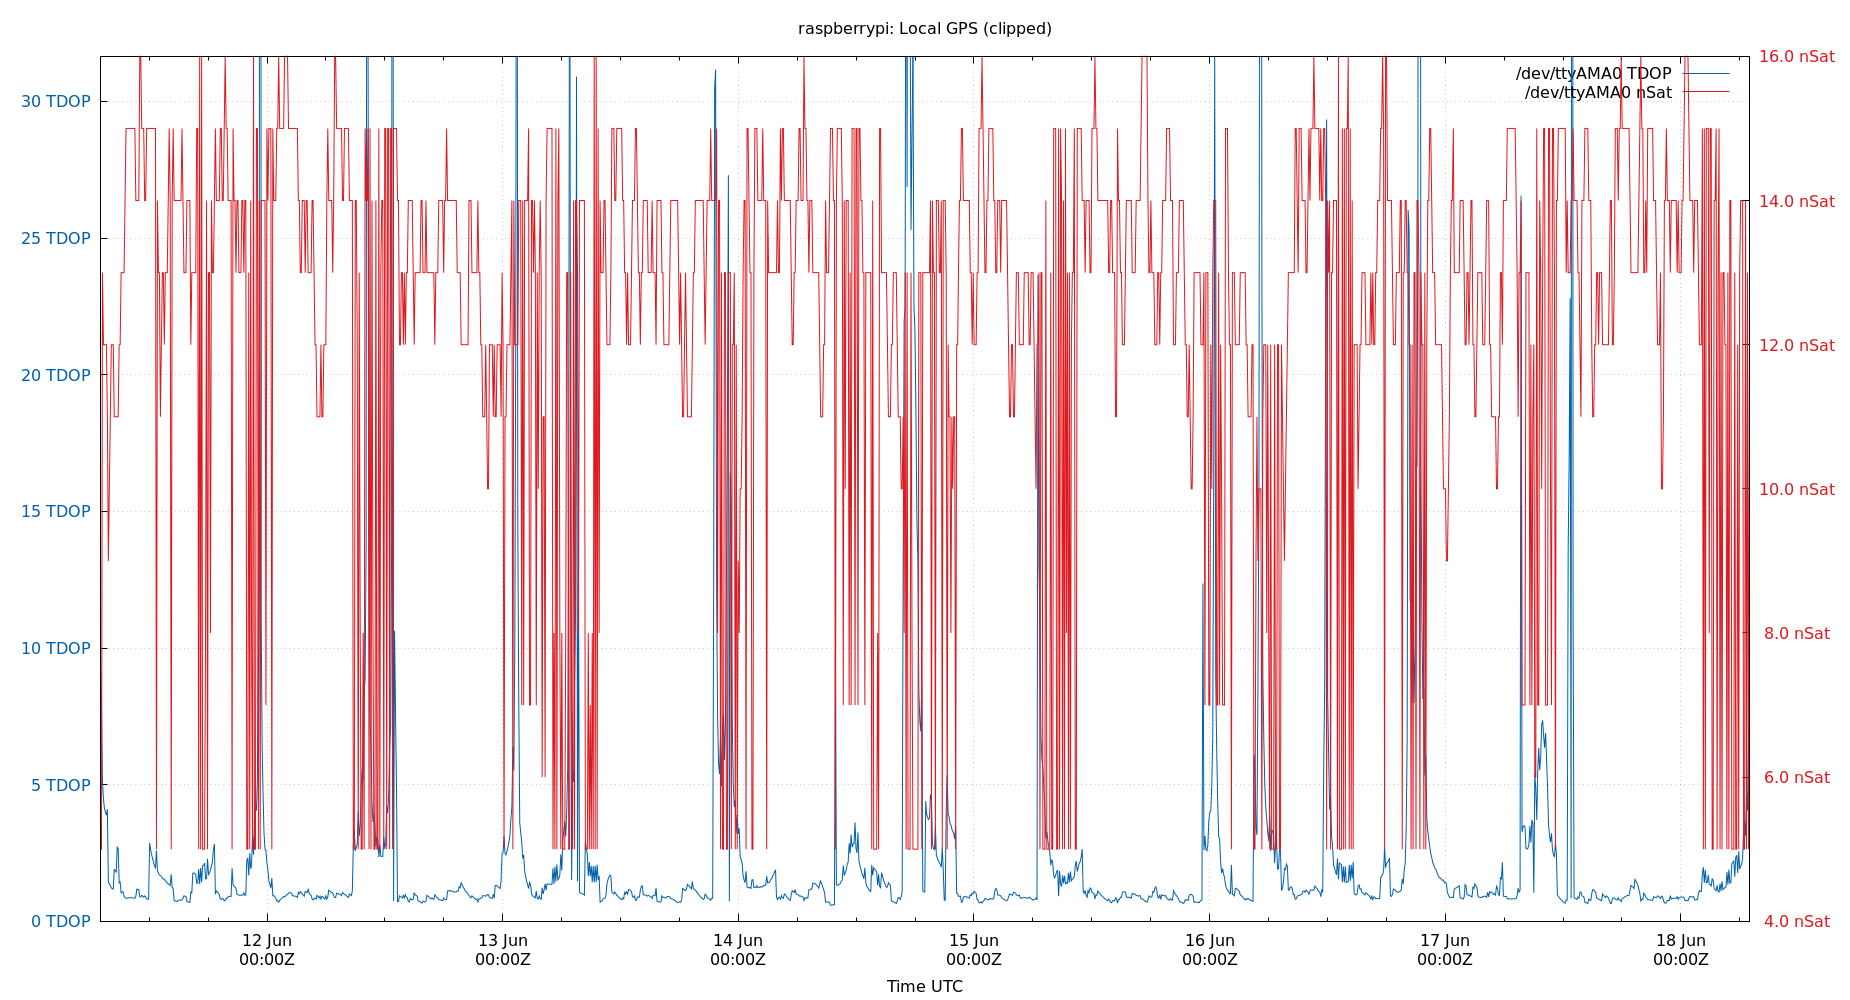 raspberrypi: Local GPS (clipped)
/dev/ttyAMA0 TDOP
/dev/ttyAMA0 nSat
30 TDOP
25 TDOP
20 TDOP
15 TDOP
10 TDOP
5 TDOP
0 TDOP
16.0 nSat
14.0 nSat
12.0 nSat
10.0 nSat
8.0 nSat
6.0 nSat
4.0 nSat
12 Jun
00:00Z
13 Jun
00:00Z
14 Jun
00:00Z
15 Jun
00:00Z
16 Jun
00:00Z
17 Jun
00:00Z
18 Jun
00:00Z
Time UTC